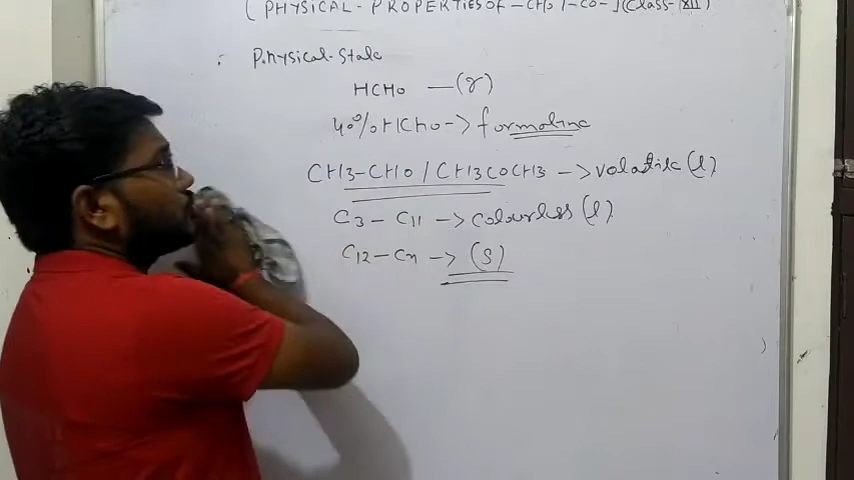 (PHYSICAL - PROPERTIES OF - CHO / - CO - ] (Class - XII)
Physical - State
HCHO — (g)
40% HCHO -> formaline
CH3-CHO / CH3COCH3 -> volatile (l)
C3 - C11 -> colourless (l)
C12 - Cn -> (S)